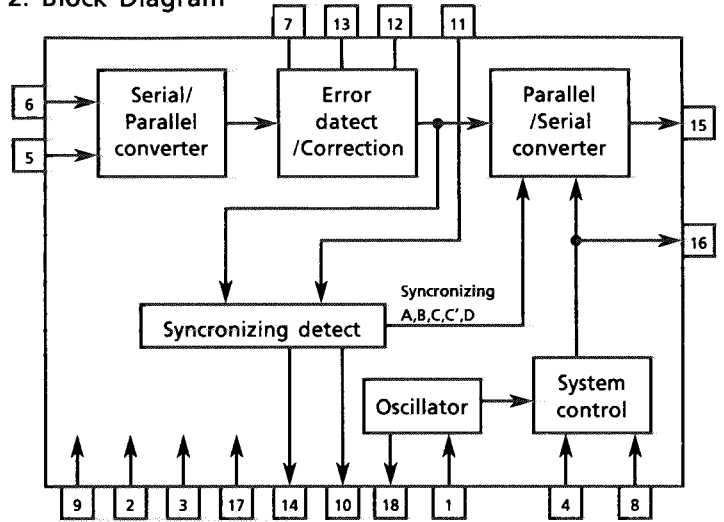 2. Block Diagram
7
13
12
11
6
5
Serial/
Parallel
converter
Error
datect
/Correction
Parallel
/Serial
converter
15
16
Syncronizing
A,B,C,C',D
Syncronizing detect
Oscillator
System
control
9
2
3
17
14
10
18
1
4
8